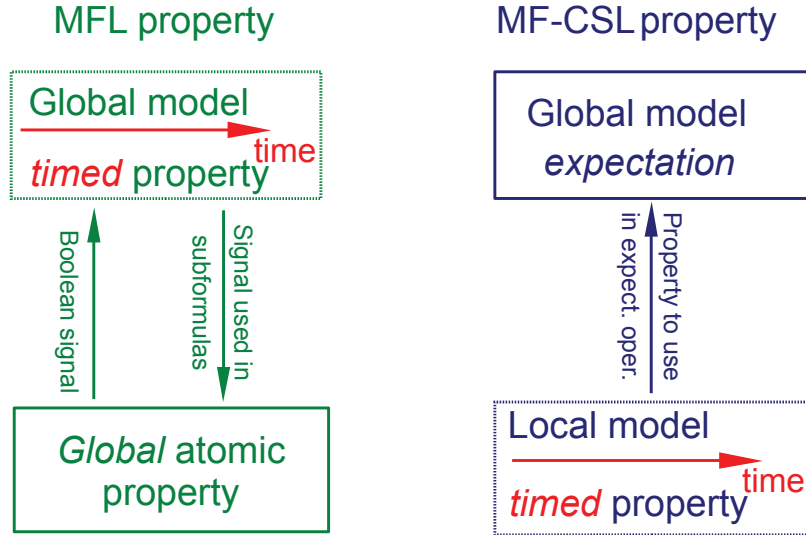 MFL property
Global model
time
timed property
Boolean signal
Signal used in
subformulas
Global atomic
property
MF-CSL property
Global model
expectation
Property to use
in expect. oper.
Local model
time
timed property